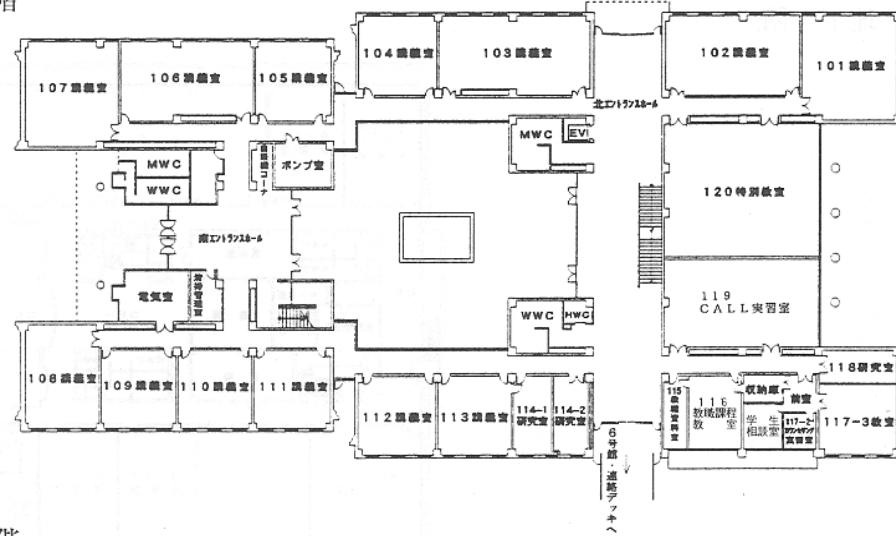 階
104講義室
103講義室
102講義室
101講義室
107講義室
106講義室
105講義室
北エントランスホール
MWC
EV
MWC
WWC
ポンプ室
120特別教室
南エントランスホール
電気室
119
CALL実習室
WWC
HWC
118研究室
108講義室
109講義室
110講義室
111講義室
112講義室
113講義室
114-1
研究室
114-2
研究室
115
116
教職課程
教室
収納庫
前室
学生
相談室
117-2
117-3教室
6号館・連絡デッキへ